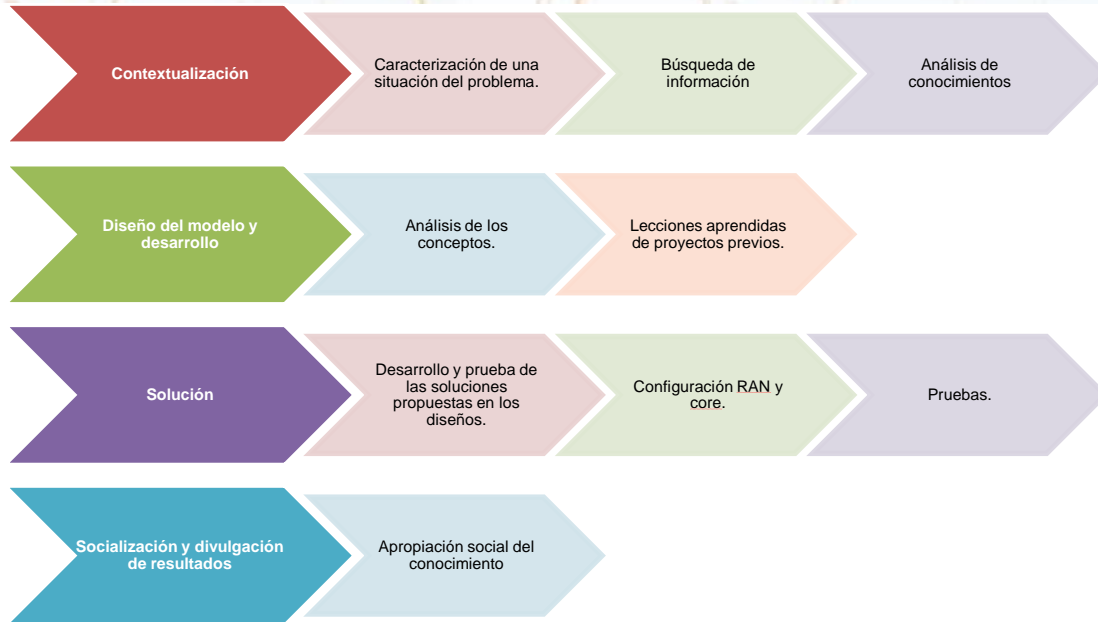 Contextualización
Caracterización de una
situación del problema.
Búsqueda de
información
Análisis de
conocimientos
Diseño del modelo y
desarrollo
Análisis de los
conceptos.
Lecciones aprendidas
de proyectos previos.
Solución
Desarrollo y prueba de
las soluciones
propuestas en los
diseños.
Configuración RAN y
core.
Pruebas.
Socialización y divulgación
de resultados
Apropiación social del
conocimiento